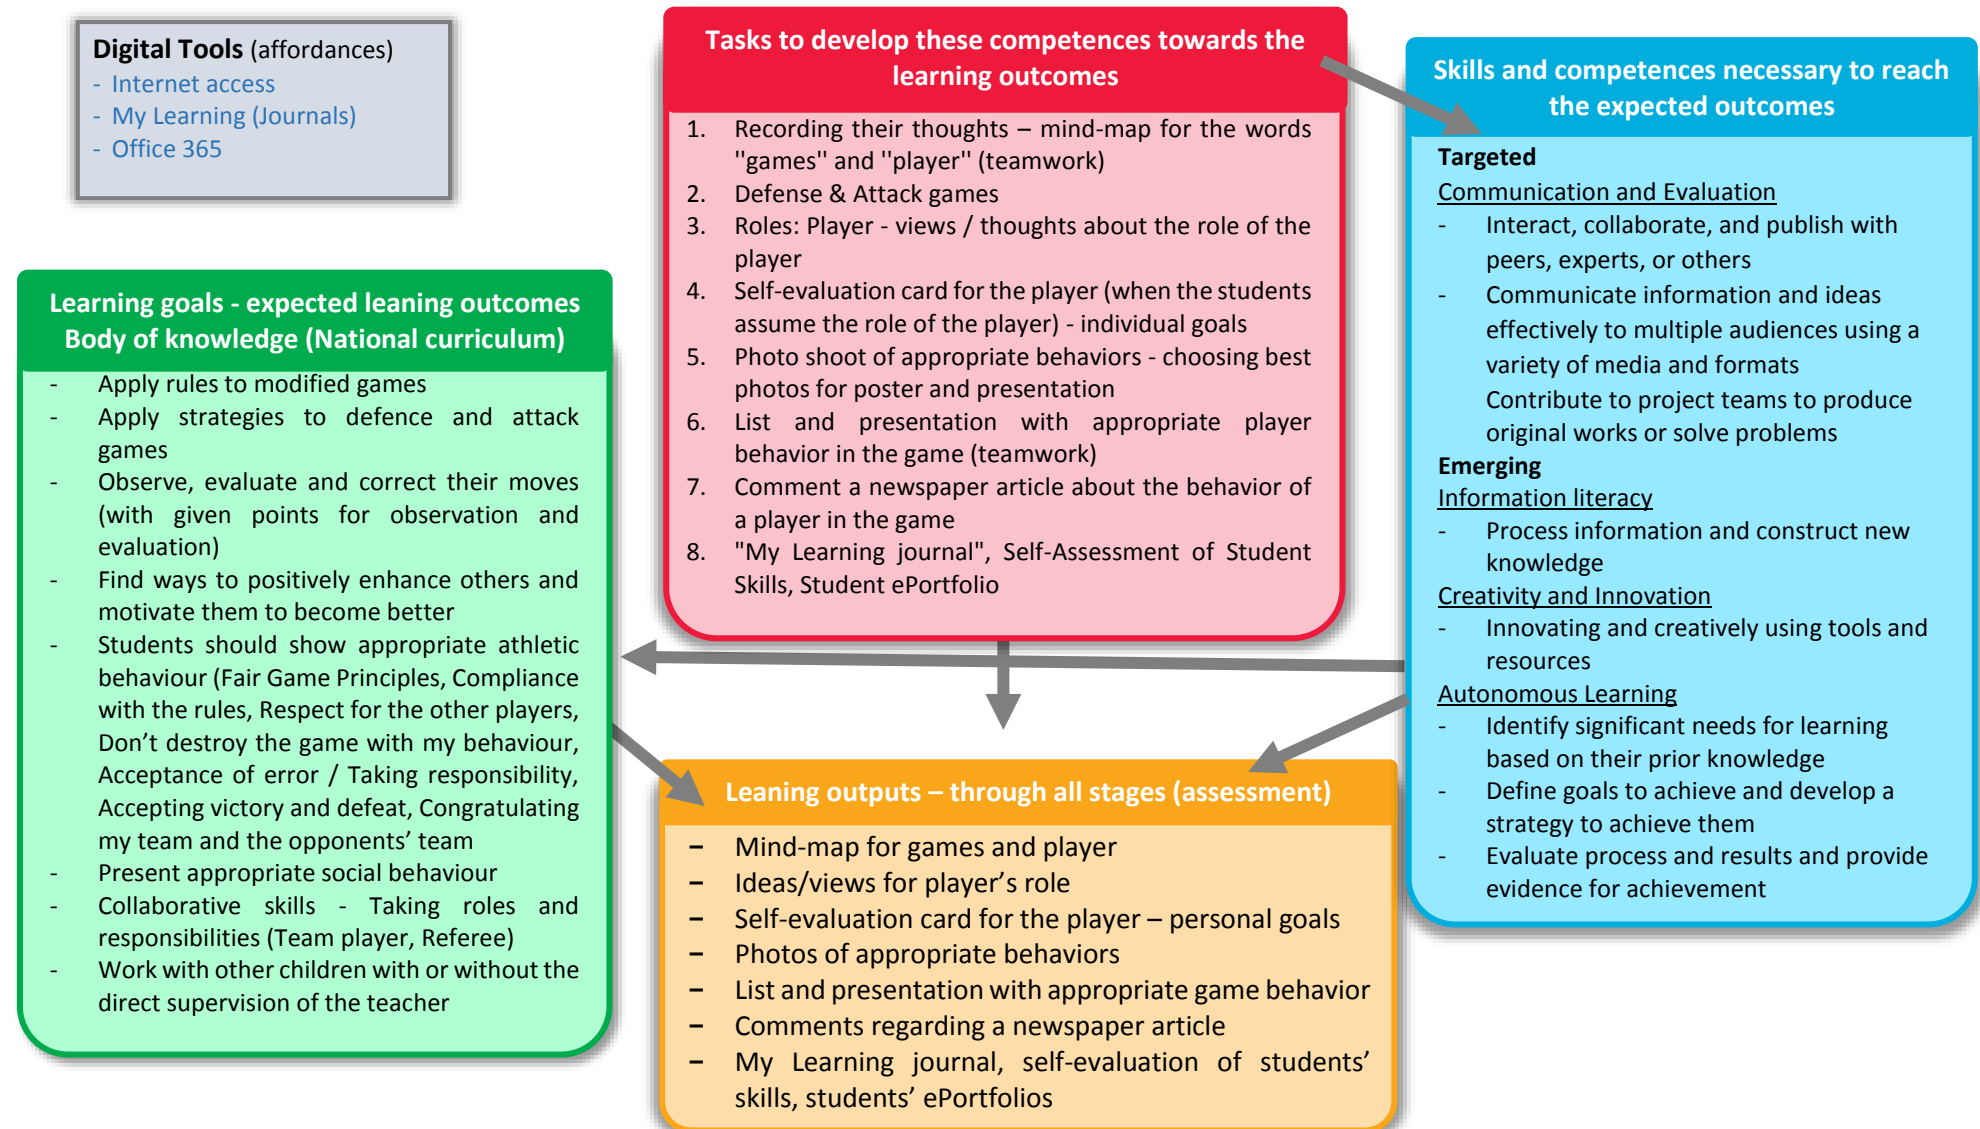 Digital Tools (affordances)
- Internet access
- My Learning (Journals)
- Office 365
Tasks to develop these competences towards the
learning outcomes
1. Recording their thoughts – mind-map for the words
''games'' and ''player'' (teamwork)
2. Defense & Attack games
3. Roles: Player - views / thoughts about the role of the
player
4. Self-evaluation card for the player (when the students
assume the role of the player) - individual goals
5. Photo shoot of appropriate behaviors - choosing best
photos for poster and presentation
6. List and presentation with appropriate player
behavior in the game (teamwork)
7. Comment a newspaper article about the behavior of
a player in the game
8. "My Learning journal", Self-Assessment of Student
Skills, Student ePortfolio
Skills and competences necessary to reach
the expected outcomes
Targeted
Communication and Evaluation
- Interact, collaborate, and publish with
peers, experts, or others
- Communicate information and ideas
effectively to multiple audiences using a
variety of media and formats
Contribute to project teams to produce
original works or solve problems
Emerging
Information literacy
- Process information and construct new
knowledge
Creativity and Innovation
- Innovating and creatively using tools and
resources
Autonomous Learning
- Identify significant needs for learning
based on their prior knowledge
- Define goals to achieve and develop a
strategy to achieve them
- Evaluate process and results and provide
evidence for achievement
Learning goals - expected leaning outcomes
Body of knowledge (National curriculum)
- Apply rules to modified games
- Apply strategies to defence and attack
games
- Observe, evaluate and correct their moves
(with given points for observation and
evaluation)
- Find ways to positively enhance others and
motivate them to become better
- Students should show appropriate athletic
behaviour (Fair Game Principles, Compliance
with the rules, Respect for the other players,
Don’t destroy the game with my behaviour,
Acceptance of error / Taking responsibility,
Accepting victory and defeat, Congratulating
my team and the opponents’ team
- Present appropriate social behaviour
- Collaborative skills - Taking roles and
responsibilities (Team player, Referee)
- Work with other children with or without the
direct supervision of the teacher
Leaning outputs – through all stages (assessment)
– Mind-map for games and player
– Ideas/views for player’s role
– Self-evaluation card for the player – personal goals
– Photos of appropriate behaviors
– List and presentation with appropriate game behavior
– Comments regarding a newspaper article
– My Learning journal, self-evaluation of students’
skills, students’ ePortfolios